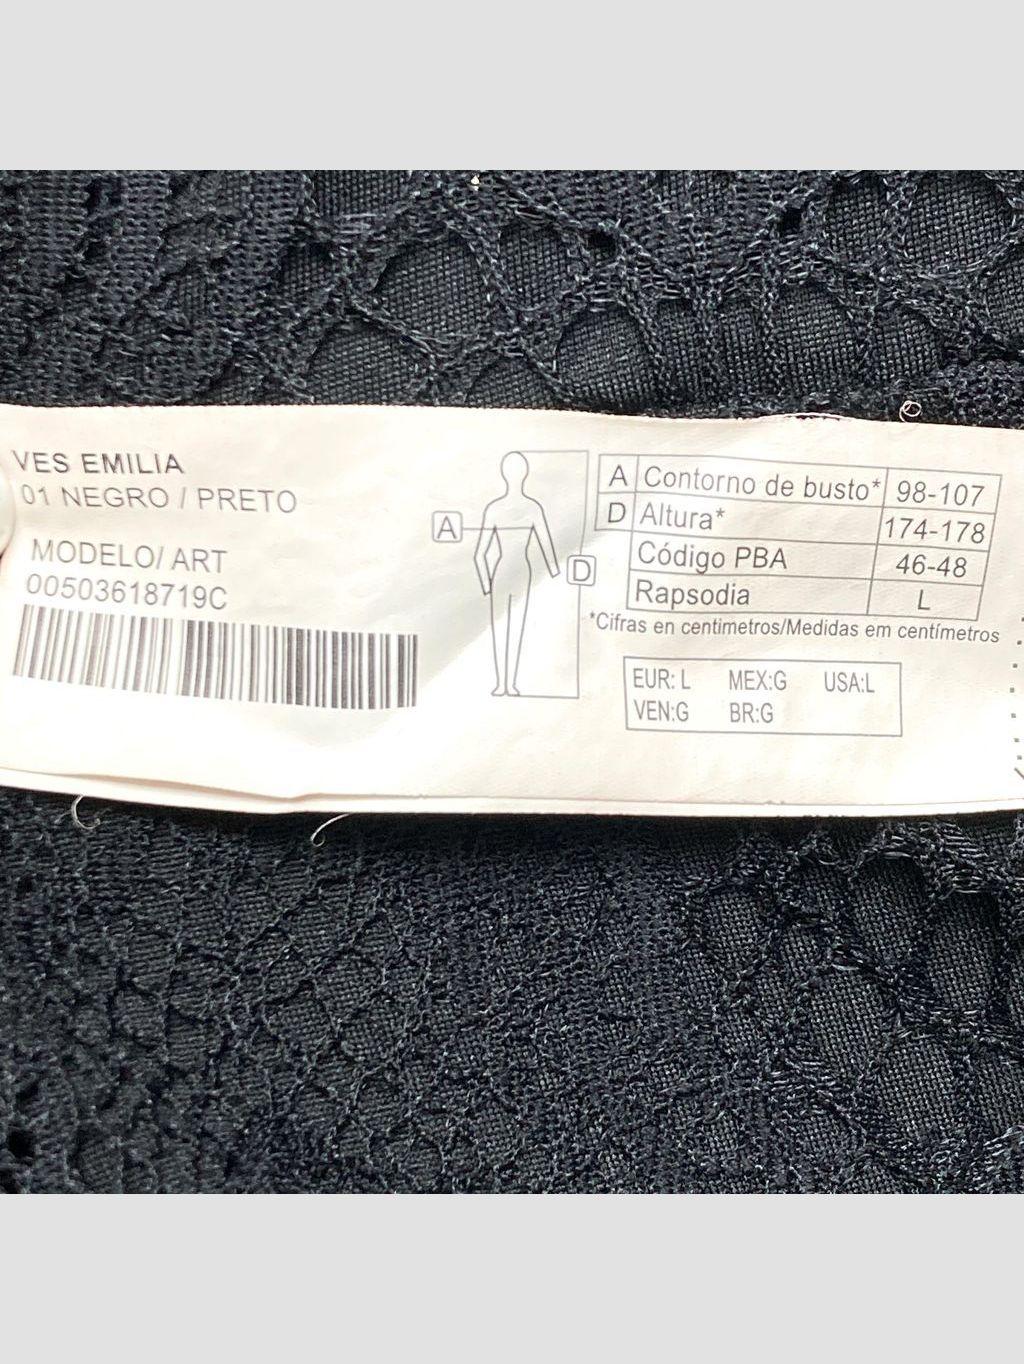 VES EMILIA
01 NEGRO / PRETO
MODELO/ ART
00503618719C
A
D
A Contorno de busto* 98-107
D Altura* 174-178
Código PBA 46-48
Rapsodia L
*Cifras en centimetros/Medidas em centímetros
EUR: L MEX:G USA:L
VEN:G BR:G